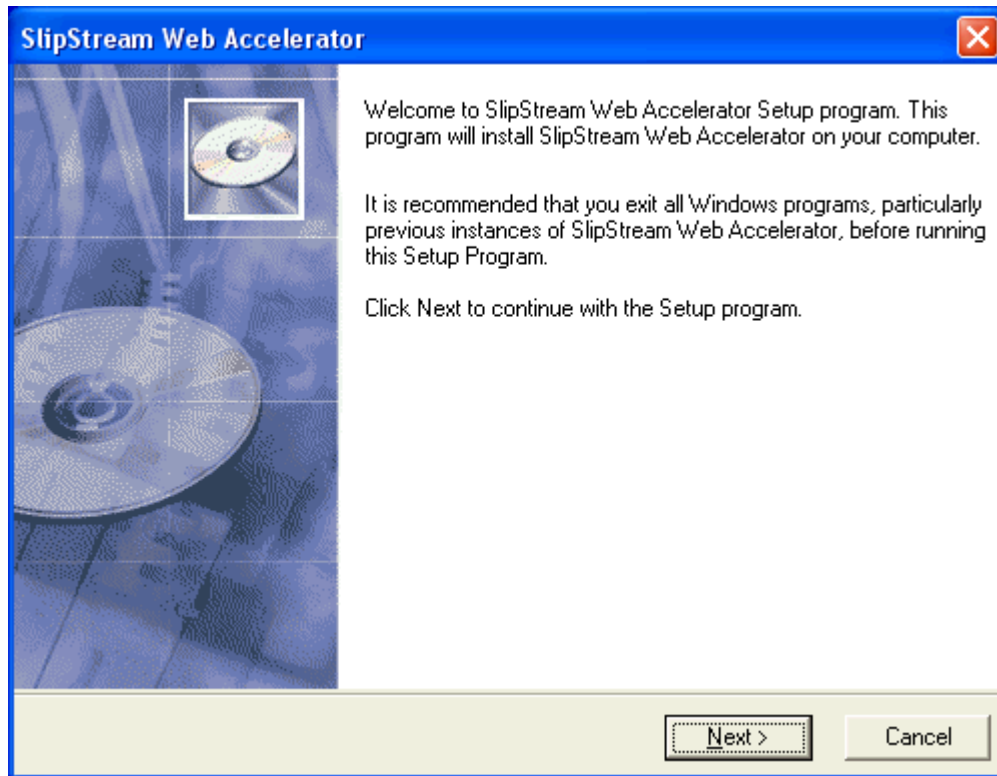 SlipStream Web Accelerator
Welcome to SlipStream Web Accelerator Setup program. This
program will install SlipStream Web Accelerator on your computer.
It is recommended that you exit all Windows programs, particularly
previous instances of SlipStream Web Accelerator, before running
this Setup Program.
Click Next to continue with the Setup program.
Next >
Cancel